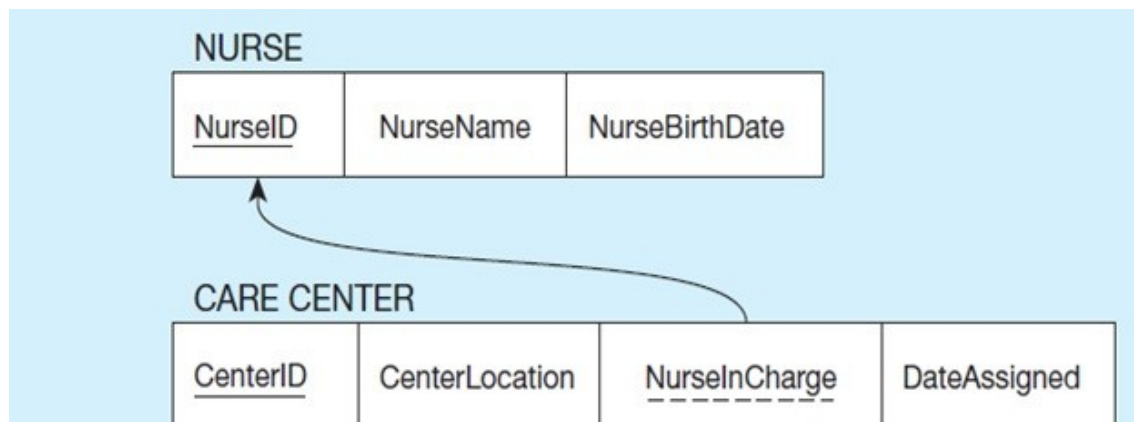 NURSE
NurseID NurseName NurseBirthDate
CARE CENTER
CenterID CenterLocation NurseInCharge DateAssigned